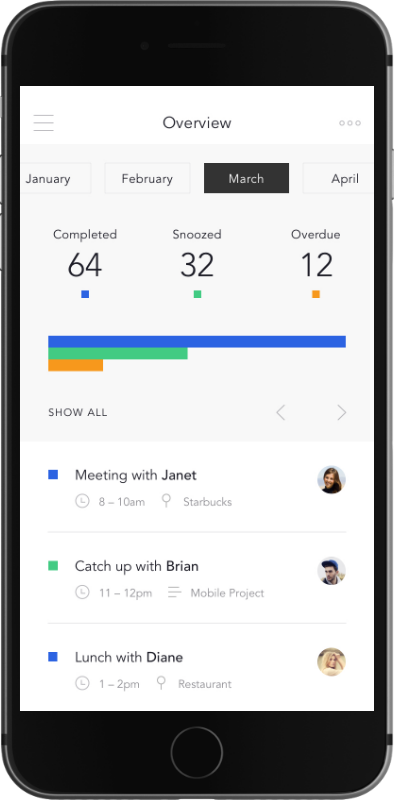 Overview
January February March April
Completed Snoozed Overdue
64 32 12
SHOW ALL
Meeting with Janet
8 – 10am Starbucks
Catch up with Brian
11 – 12pm Mobile Project
Lunch with Diane
1 – 2pm Restaurant